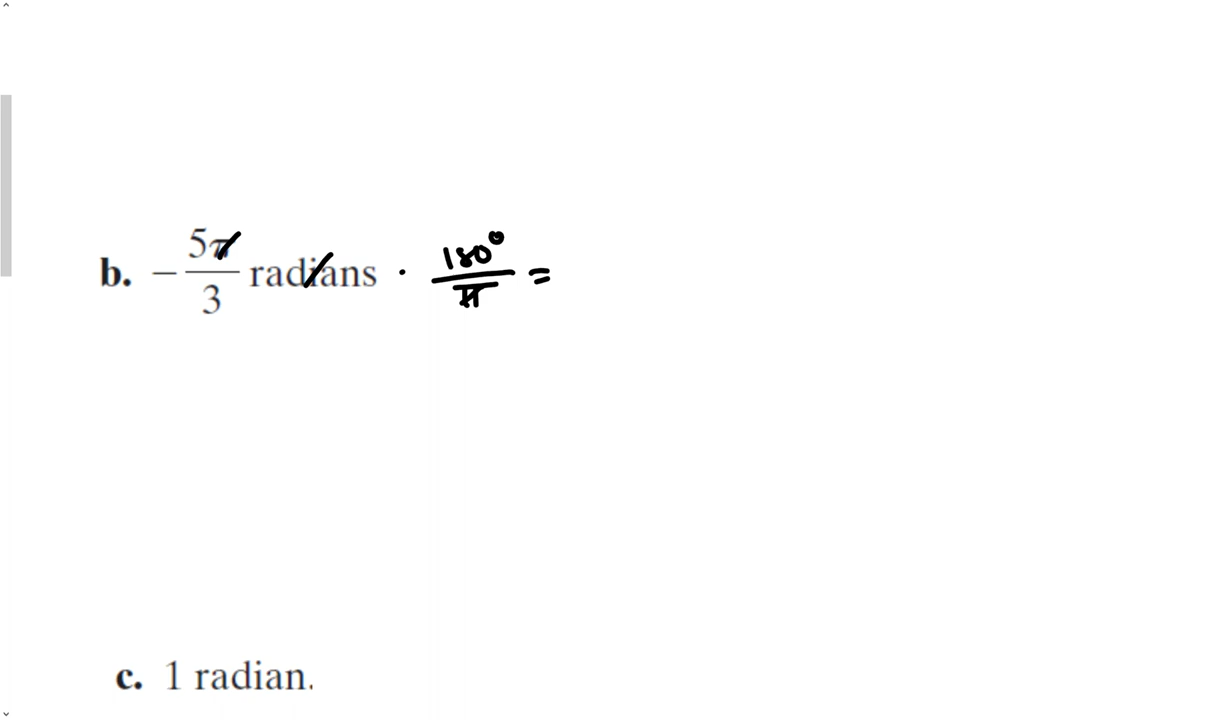 b. −5π/3 radians · 180°/π =
c. 1 radian.